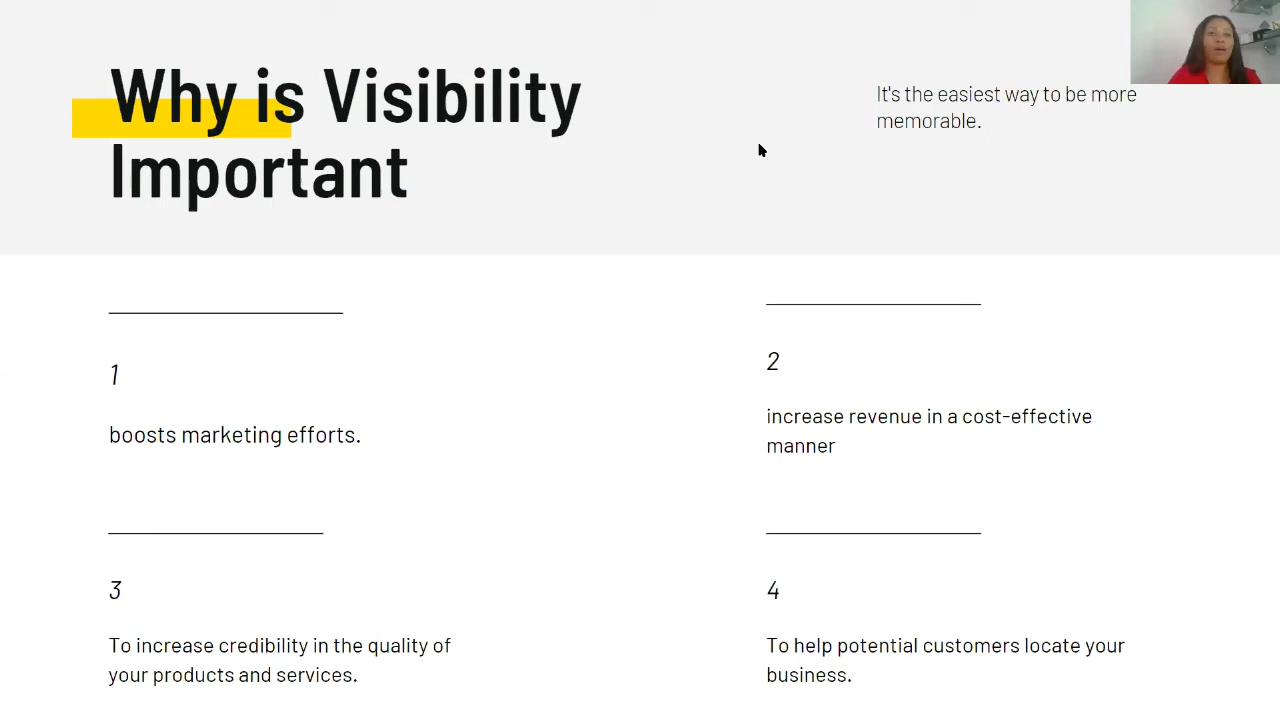 Why is Visibility
Important
It's the easiest way to be more
memorable.
1
boosts marketing efforts.
2
increase revenue in a cost-effective
manner
3
To increase credibility in the quality of
your products and services.
4
To help potential customers locate your
business.